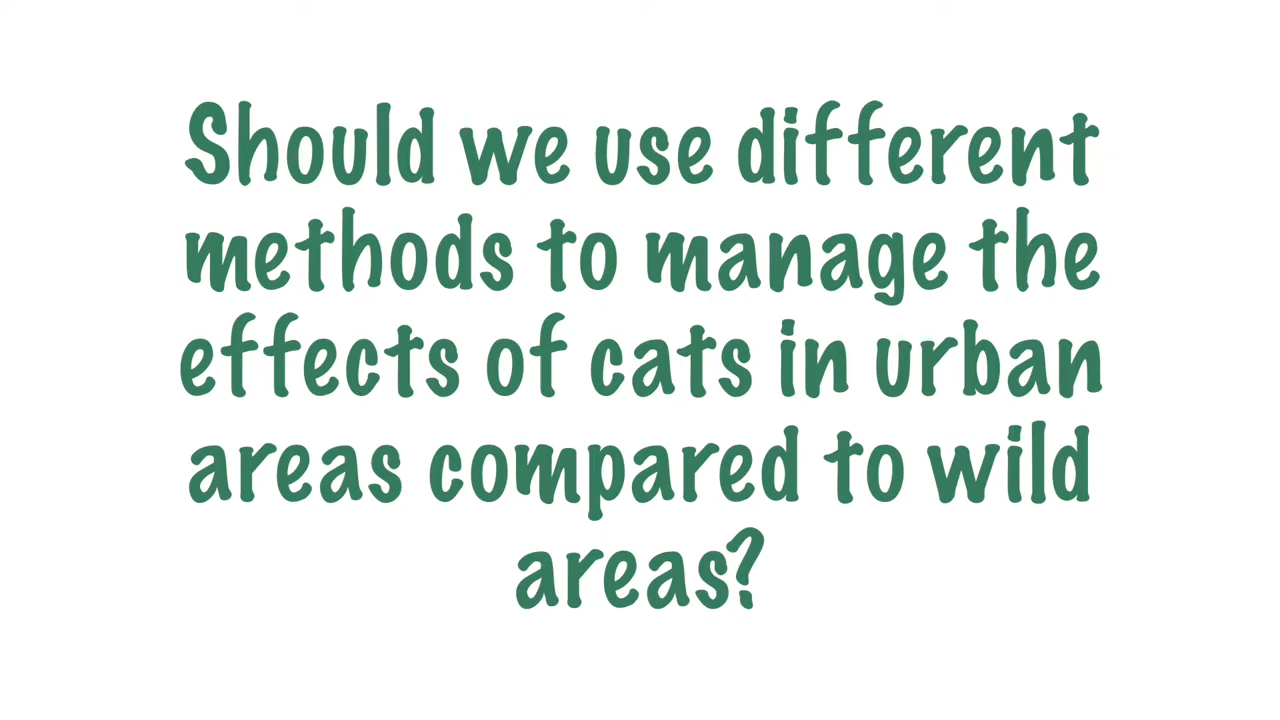 Should we use different
methods to manage the
effects of cats in urban
areas compared to wild
areas?